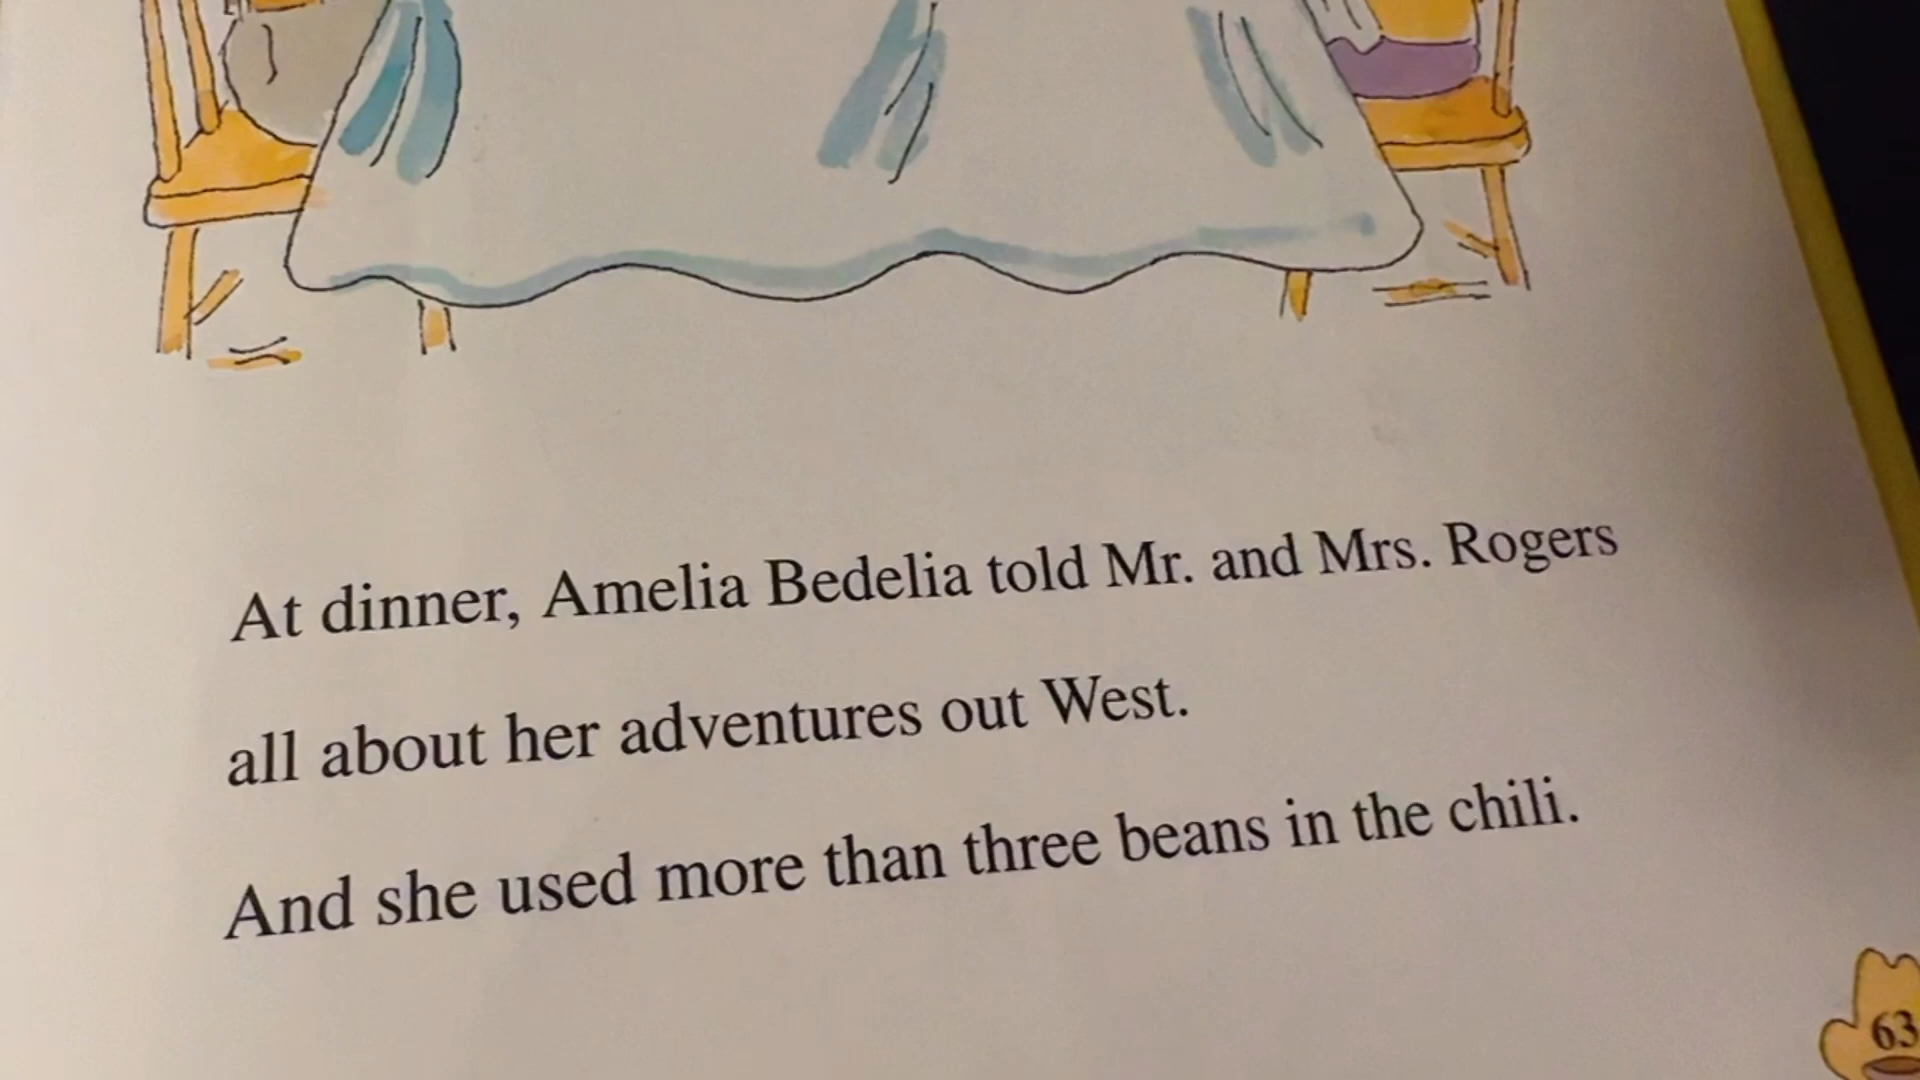 At dinner, Amelia Bedelia told Mr. and Mrs. Rogers
all about her adventures out West.
And she used more than three beans in the chili.
63